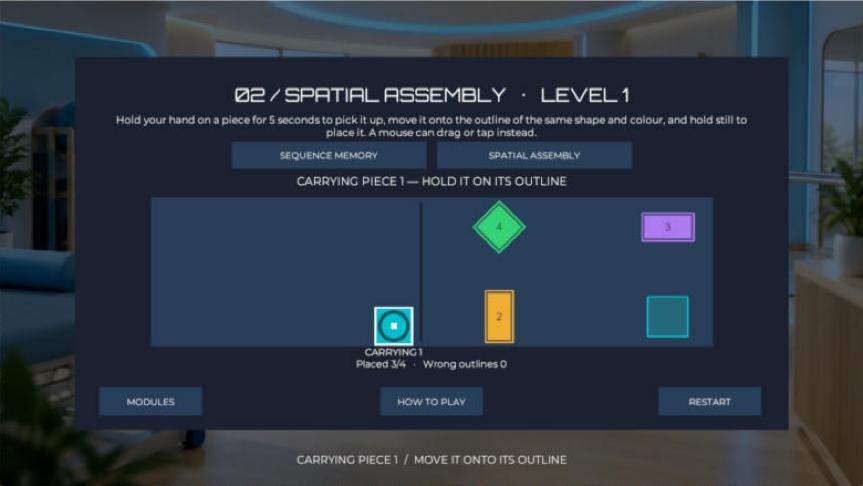 02 / SPATIAL ASSEMBLY · LEVEL 1
Hold your hand on a piece for 5 seconds to pick it up, move it onto the outline of the same shape and colour, and hold still to
place it. A mouse can drag or tap instead.
SEQUENCE MEMORY
SPATIAL ASSEMBLY
CARRYING PIECE 1 — HOLD IT ON ITS OUTLINE
4
3
2
CARRYING 1
Placed 3/4 · Wrong outlines 0
MODULES
HOW TO PLAY
RESTART
CARRYING PIECE 1 / MOVE IT ONTO ITS OUTLINE